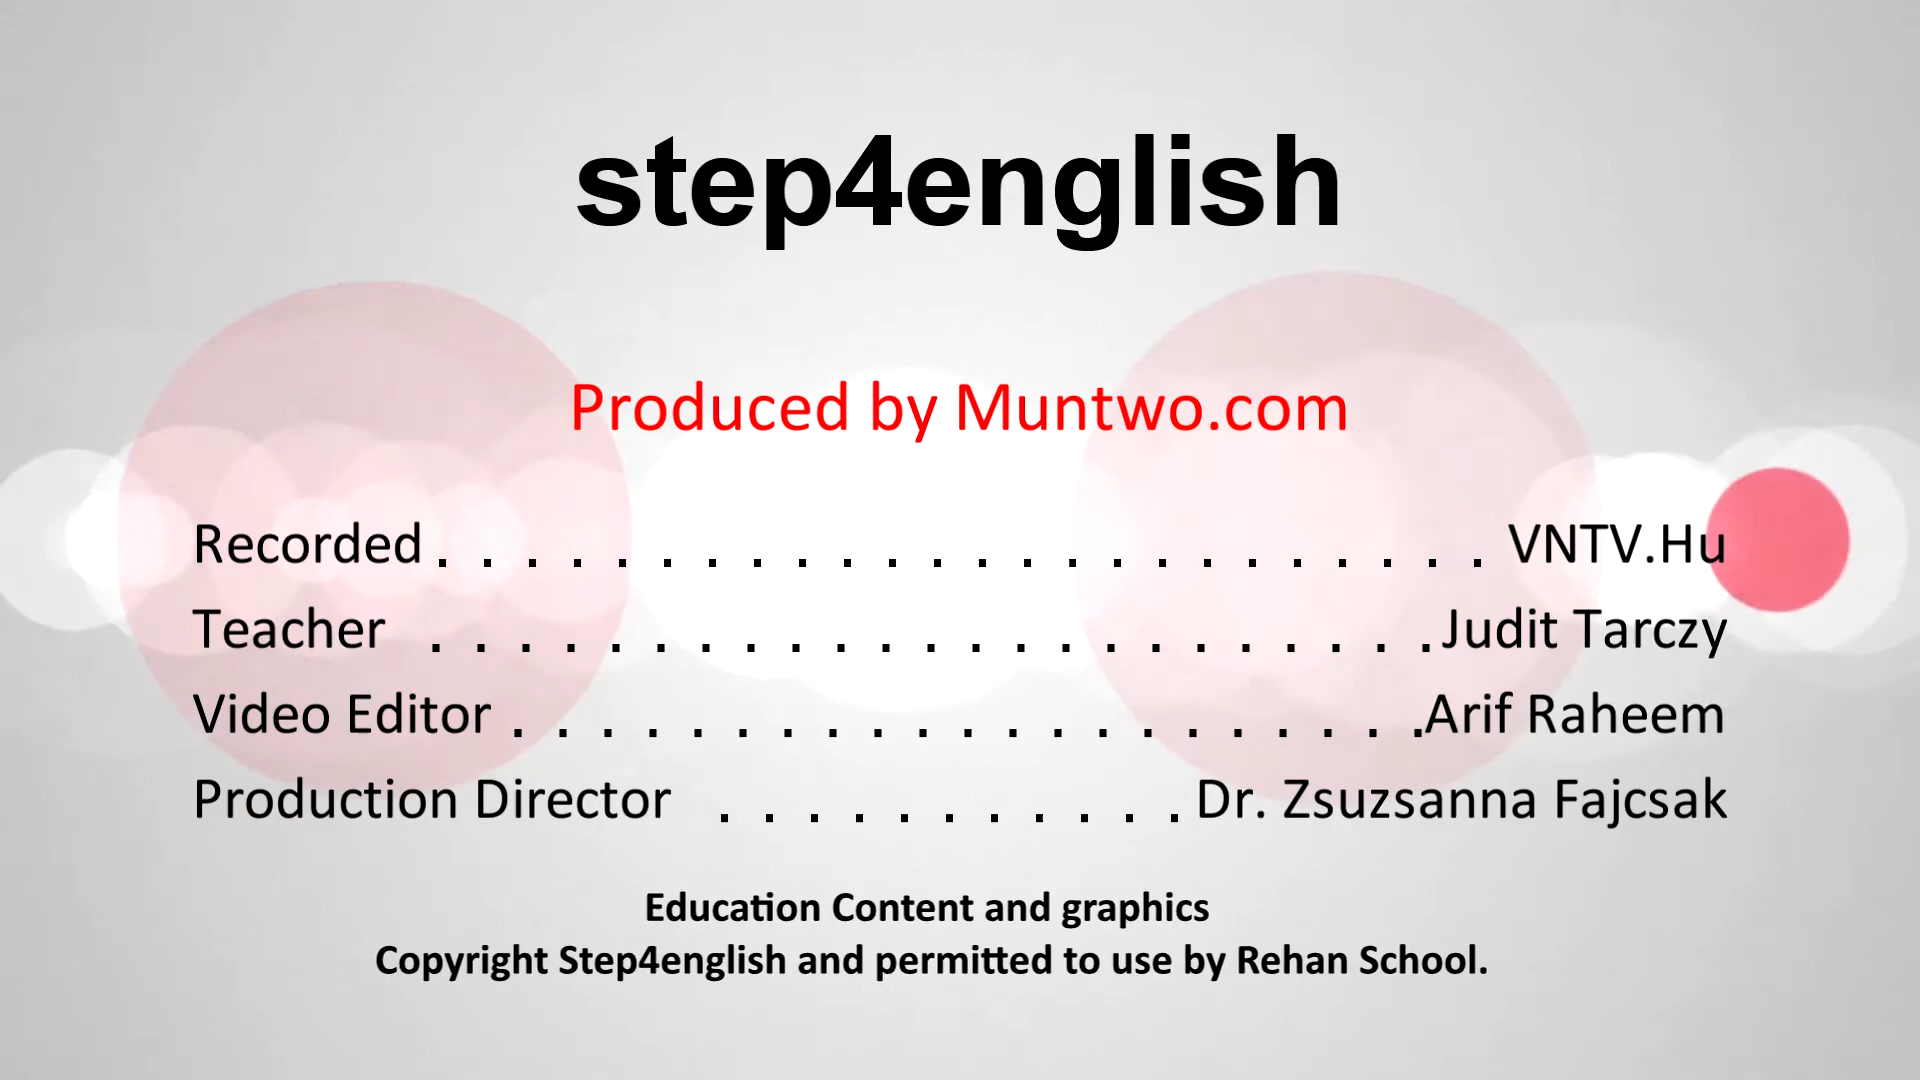 step4english
Produced by Muntwo.com
Recorded . . . . . . . . . . . . . . . . . . . . . . . . VNTV.Hu
Teacher . . . . . . . . . . . . . . . . . . . . . . . Judit Tarczy
Video Editor . . . . . . . . . . . . . . . . . . . . .Arif Raheem
Production Director . . . . . . . . . . . Dr. Zsuzsanna Fajcsak
Education Content and graphics
Copyright Step4english and permitted to use by Rehan School.